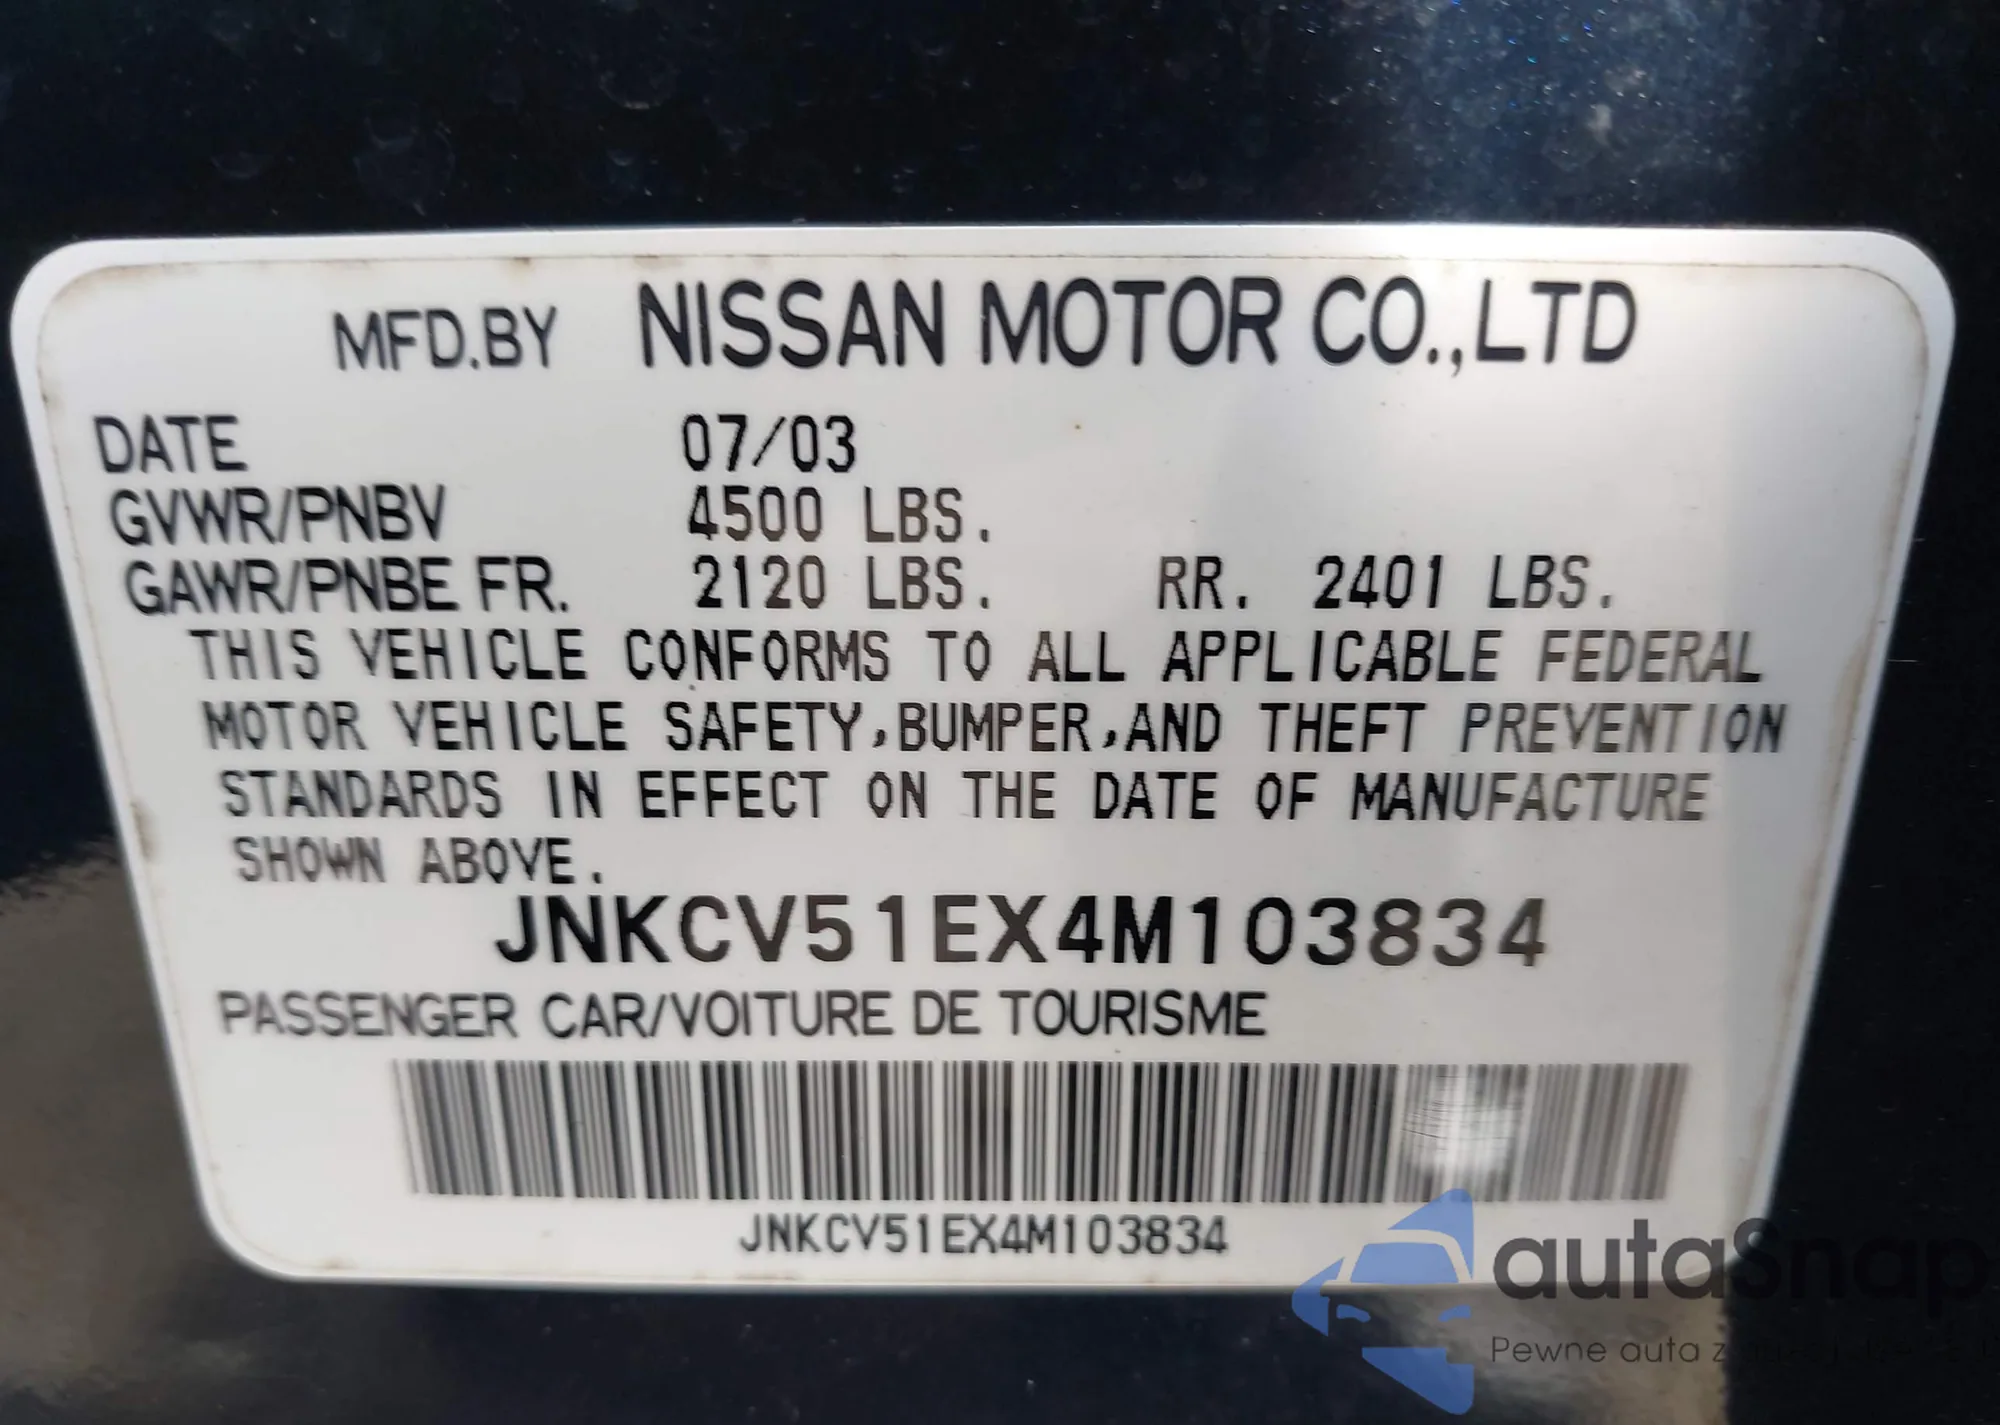 MFD.BY NISSAN MOTOR CO.,LTD
DATE 07/03
GVWR/PNBV 4500 LBS.
GAWR/PNBE FR. 2120 LBS. RR. 2401 LBS.
THIS VEHICLE CONFORMS TO ALL APPLICABLE FEDERAL
MOTOR VEHICLE SAFETY,BUMPER,AND THEFT PREVENTION
STANDARDS IN EFFECT ON THE DATE OF MANUFACTURE
SHOWN ABOVE.
JNKCV51EX4M103834
PASSENGER CAR/VOITURE DE TOURISME
JNKCV51EX4M103834
autaSnap
Pewne auta z